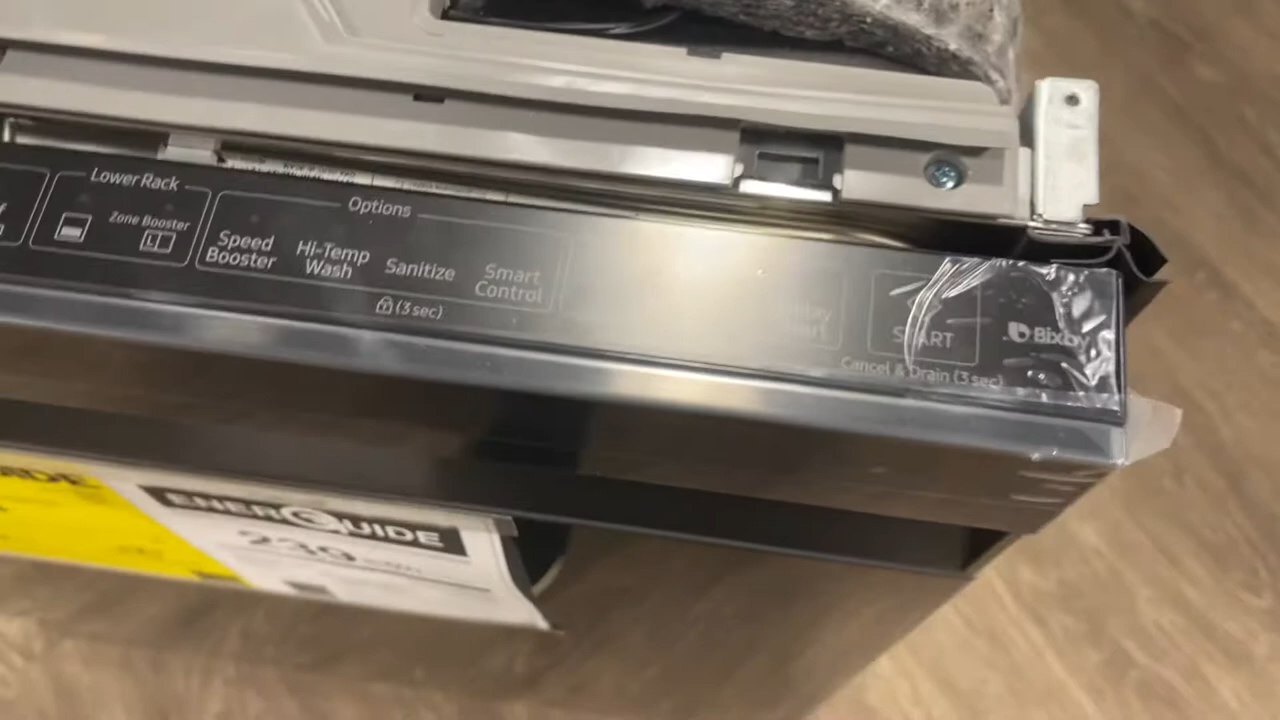 Lower Rack
Zone Booster
Options
Speed
Booster
Hi-Temp
Wash
Sanitize
Smart
Control
(3 sec)
START
Cancel & Drain (3 sec)
Bixby
ENERGUIDE
239